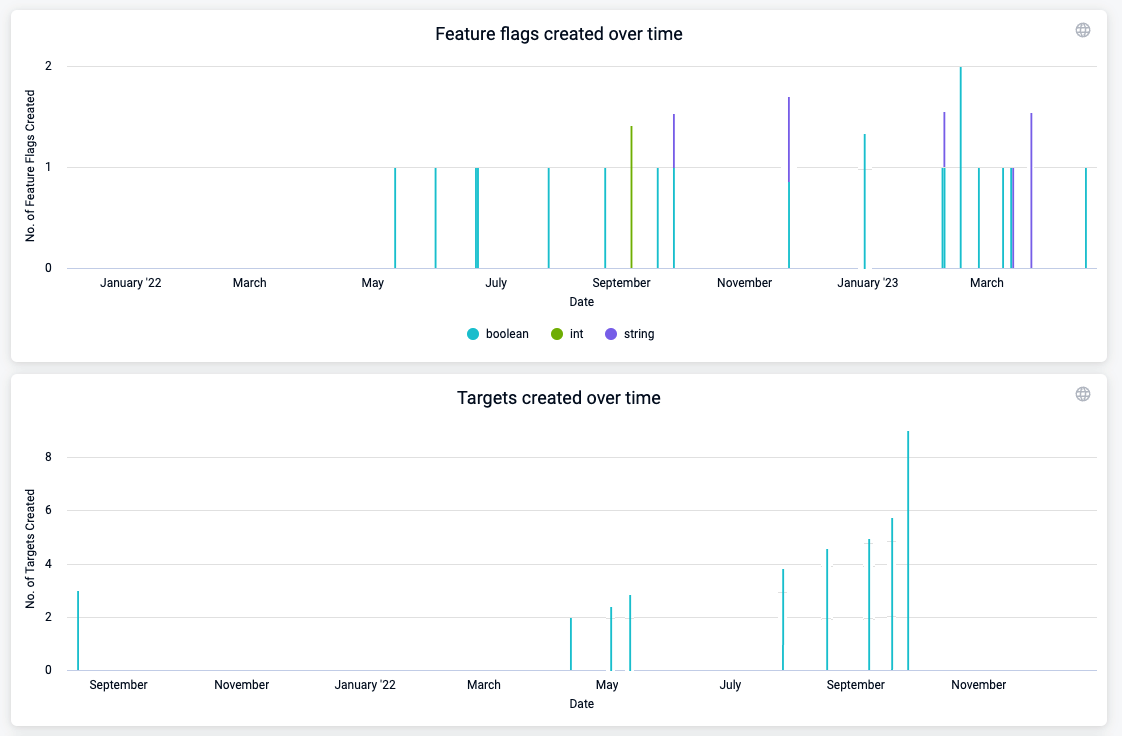 Feature flags created over time
No. of Feature Flags Created
2
1
0
January '22 March May July September November January '23 March
Date
boolean int string
Targets created over time
No. of Targets Created
8
6
4
2
0
September November January '22 March May July September November
Date